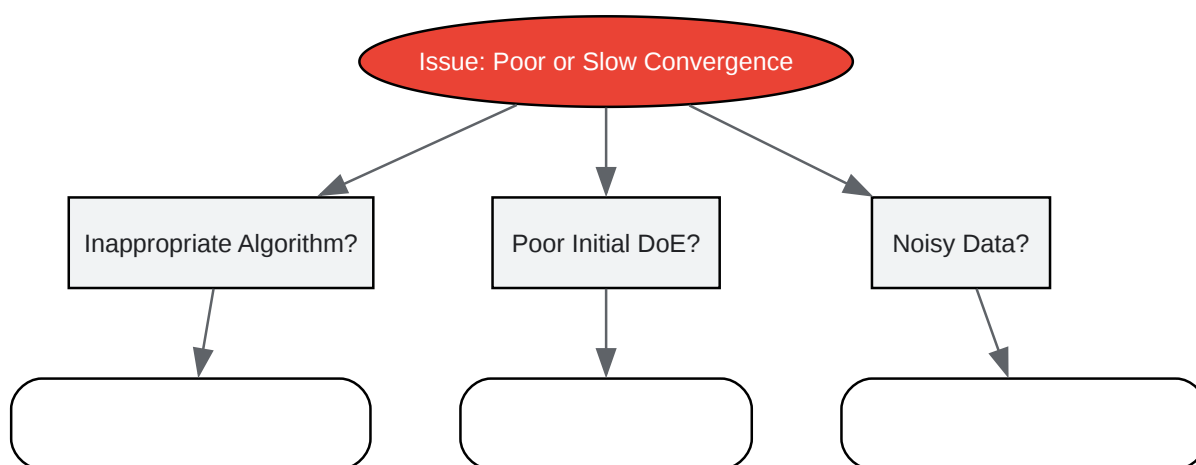 Issue: Poor or Slow Convergence
Inappropriate Algorithm?
Poor Initial DoE?
Noisy Data?